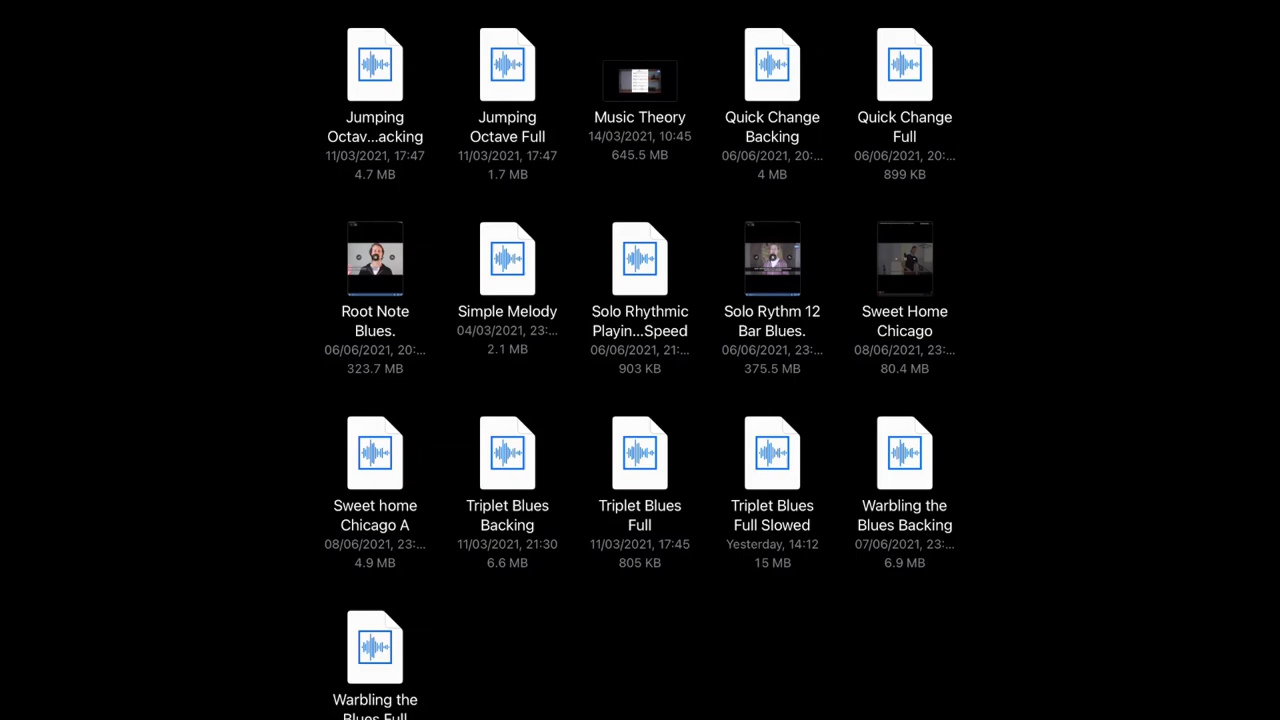 Jumping
Octav...acking
11/03/2021, 17:47
4.7 MB
Jumping
Octave Full
11/03/2021, 17:47
1.7 MB
Music Theory
14/03/2021, 10:45
645.5 MB
Quick Change
Backing
06/06/2021, 20:...
4 MB
Quick Change
Full
06/06/2021, 20:...
899 KB
Root Note
Blues.
06/06/2021, 20:...
323.7 MB
Simple Melody
04/03/2021, 23:...
2.1 MB
Solo Rhythmic
Playin...Speed
06/06/2021, 21:...
903 KB
Solo Rythm 12
Bar Blues.
06/06/2021, 23:...
375.5 MB
Sweet Home
Chicago
08/06/2021, 23:...
80.4 MB
Sweet home
Chicago A
08/06/2021, 23:...
4.9 MB
Triplet Blues
Backing
11/03/2021, 21:30
6.6 MB
Triplet Blues
Full
11/03/2021, 17:45
805 KB
Triplet Blues
Full Slowed
Yesterday, 14:12
15 MB
Warbling the
Blues Backing
07/06/2021, 23:...
6.9 MB
Warbling the
Blues Full